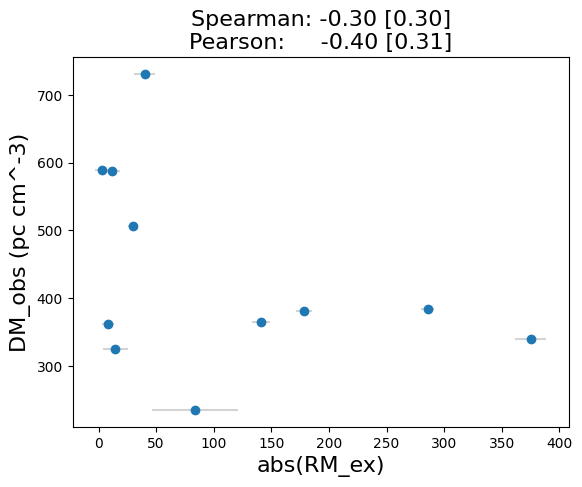 Spearman: -0.30 [0.30]
Pearson: -0.40 [0.31]
DM_obs (pc cm^-3)
700
600
500
400
300
0 50 100 150 200 250 300 350 400
abs(RM_ex)